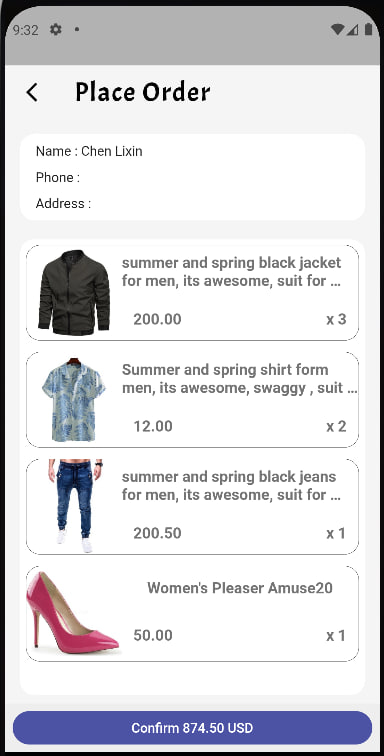 9:32
Place Order
Name : Chen Lixin
Phone :
Address :
summer and spring black jacket
for men, its awesome, suit for ...
200.00 x 3
Summer and spring shirt form
men, its awesome, swaggy , suit ...
12.00 x 2
summer and spring black jeans
for men, its awesome, suit for ...
200.50 x 1
Women's Pleaser Amuse20
50.00 x 1
Confirm 874.50 USD